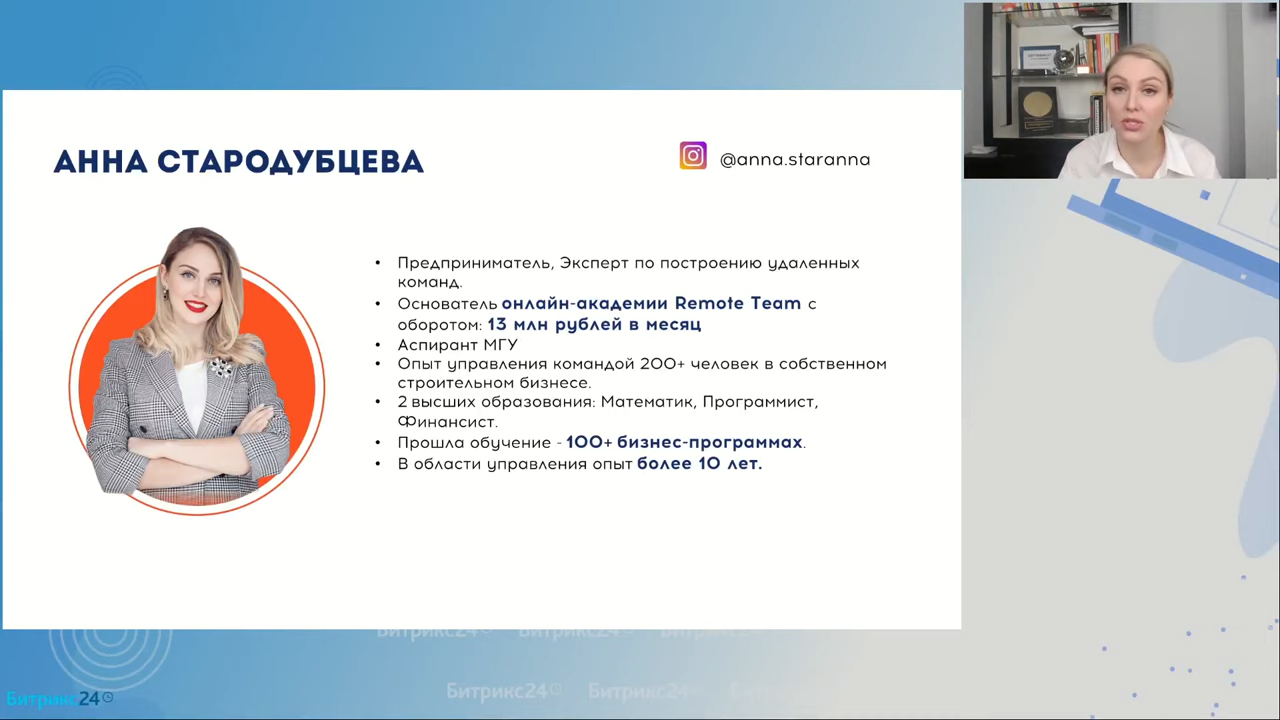 АННА СТАРОДУБЦЕВА
@anna.staranna
• Предприниматель, Эксперт по построению удаленных
команд.
• Основатель онлайн-академии Remote Team с
оборотом: 13 млн рублей в месяц
• Аспирант МГУ
• Опыт управления командой 200+ человек в собственном
строительном бизнесе.
• 2 высших образования: Математик, Программист,
Финансист.
• Прошла обучение - 100+ бизнес-программах.
• В области управления опыт более 10 лет.
Битрикс24 Битрикс24 Битрикс24
Битрикс24 Битрикс24
Битрикс24